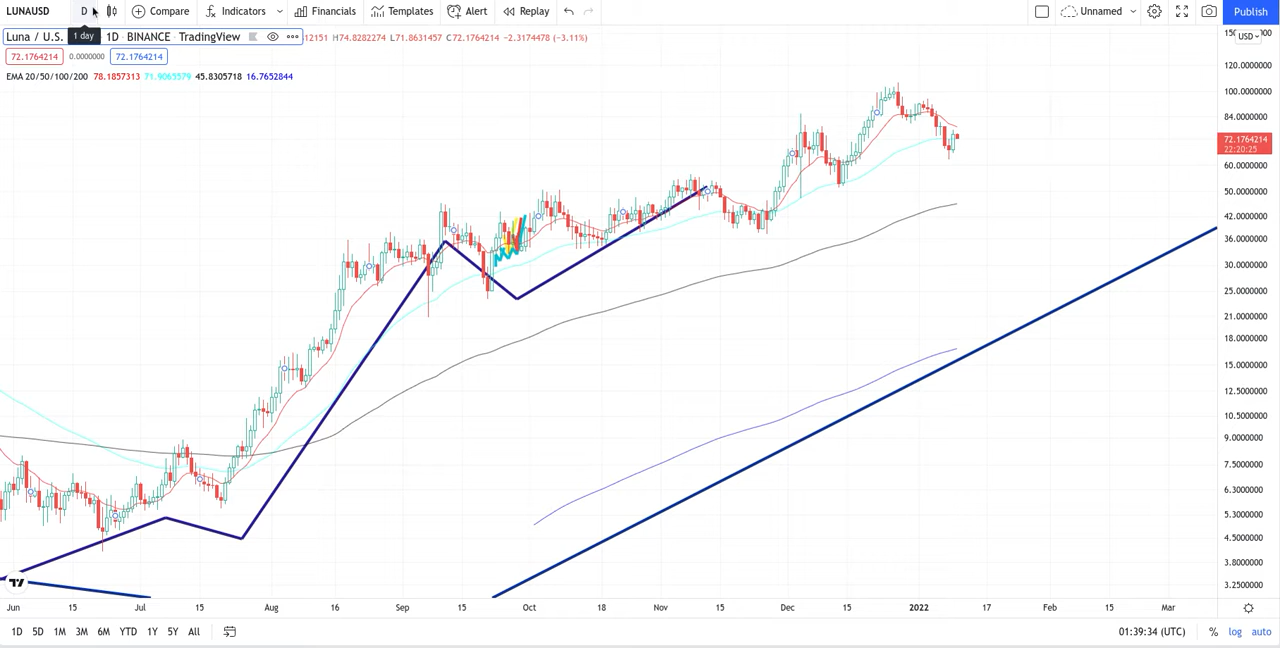 LUNAUSD D Compare Indicators Financials Templates Alert Replay Unnamed Publish
1 day
Luna / U.S. 1D · BINANCE · TradingView 12151 H74.8282274 L71.8631457 C72.1764214 −2.3174478 (−3.11%)
USD
72.1764214 0.0000000 72.1764214
EMA 20/50/100/200 78.1857313 71.9065579 45.8305718 16.7652844
120.0000000
100.0000000
84.0000000
72.1764214
22:20:25
60.0000000
50.0000000
42.0000000
36.0000000
30.0000000
25.0000000
21.0000000
18.0000000
15.0000000
12.5000000
10.5000000
9.0000000
7.5000000
6.3000000
5.3000000
4.5000000
3.8000000
3.2500000
Jun 15 Jul 15 Aug 16 Sep 15 Oct 18 Nov 15 Dec 15 2022 17 Feb 15 Mar
1D 5D 1M 3M 6M YTD 1Y 5Y All 01:39:34 (UTC) % log auto